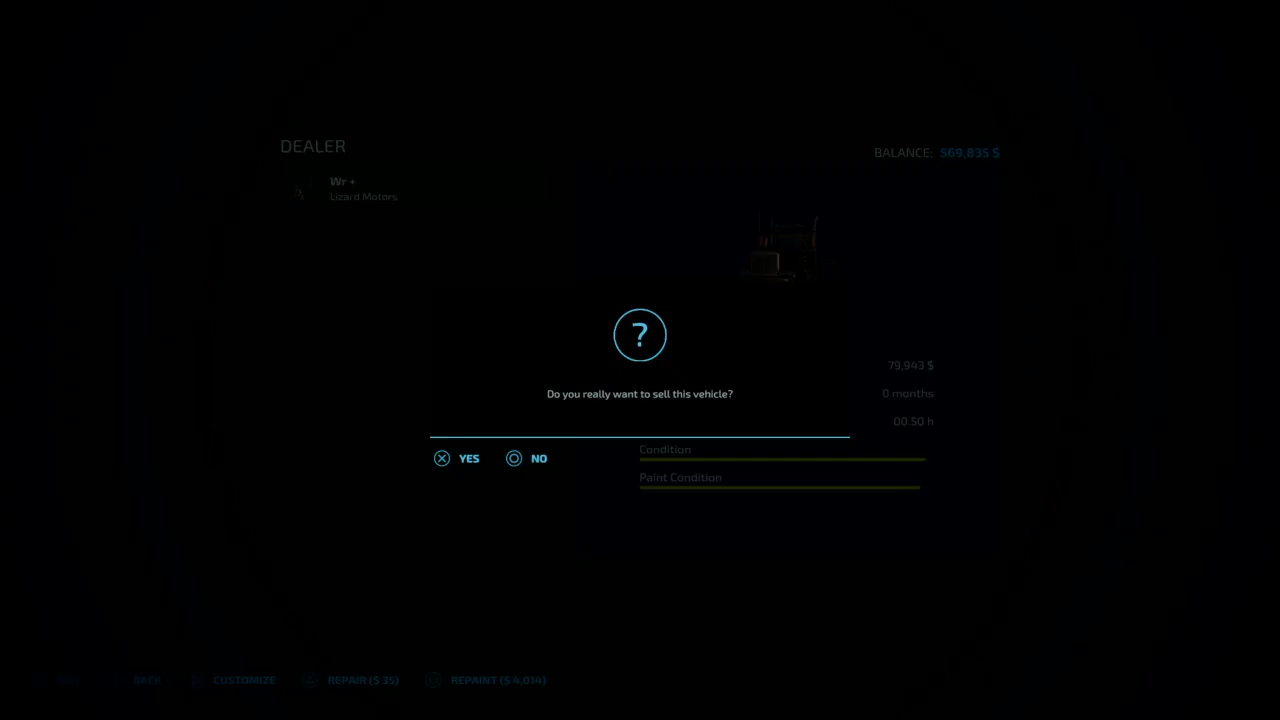 DEALER
BALANCE: 569,835 $
Wr +
Lizard Motors
?
Do you really want to sell this vehicle?
79,943 $
0 months
00.50 h
YES NO
Condition
Paint Condition
BACK CUSTOMIZE REPAIR ($ 35) REPAINT ($ 4,014)